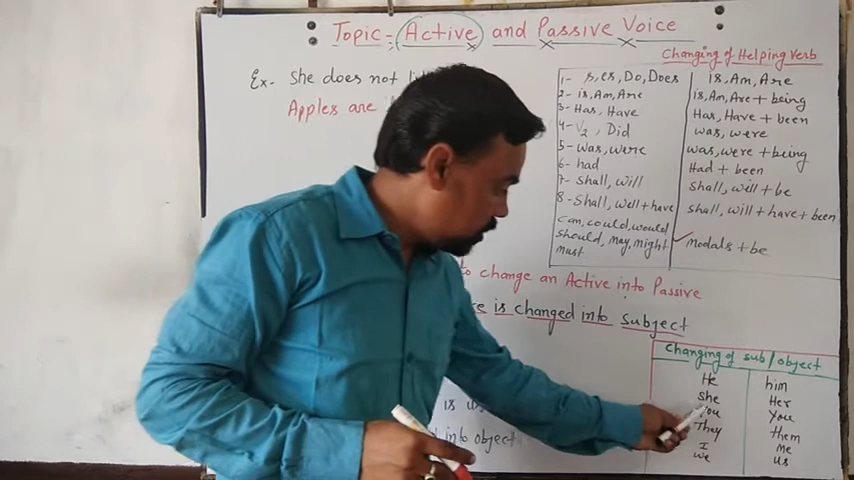 Topic:- Active and Passive Voice
Changing of Helping verb
Ex- She does not
Apples are
1- s, es, Do, Does is, Am, Are
2- is, Am, Are is, Am, Are + being
3- Has, Have Has, Have + been
4- V2, Did was, were
5- was, were was, were + being
6- had Had + been
7- Shall, will shall, will + be
8- Shall, will + have shall, will + have + been
can, could, would
should, may, might modals + be
must
to change an Active into Passive
is changed into Subject
Changing of sub/object
He him
She Her
You You
They them
I me
we us
is
into object